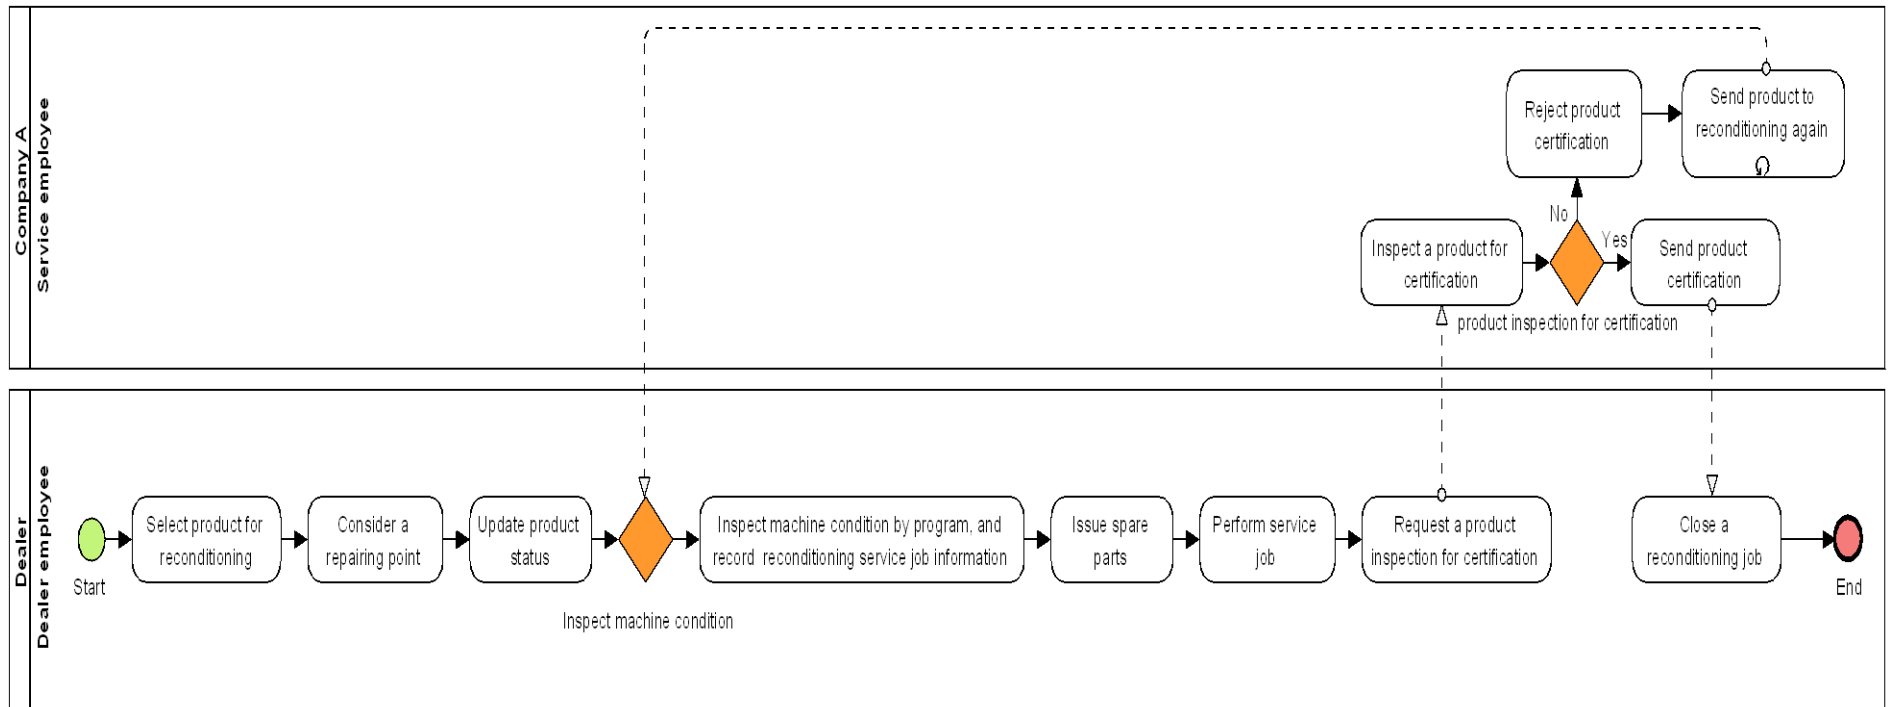 Company A
Service employee
Reject product
certification
Send product to
reconditioning again
No
Inspect a product for
certification
Yes
Send product
certification
product inspection for certification
Dealer
Dealer employee
Start
Select product for
reconditioning
Consider a
repairing point
Update product
status
Inspect machine condition
Inspect machine condition by program, and
record reconditioning service job information
Issue spare
parts
Perform service
job
Request a product
inspection for certification
Close a
reconditioning job
End